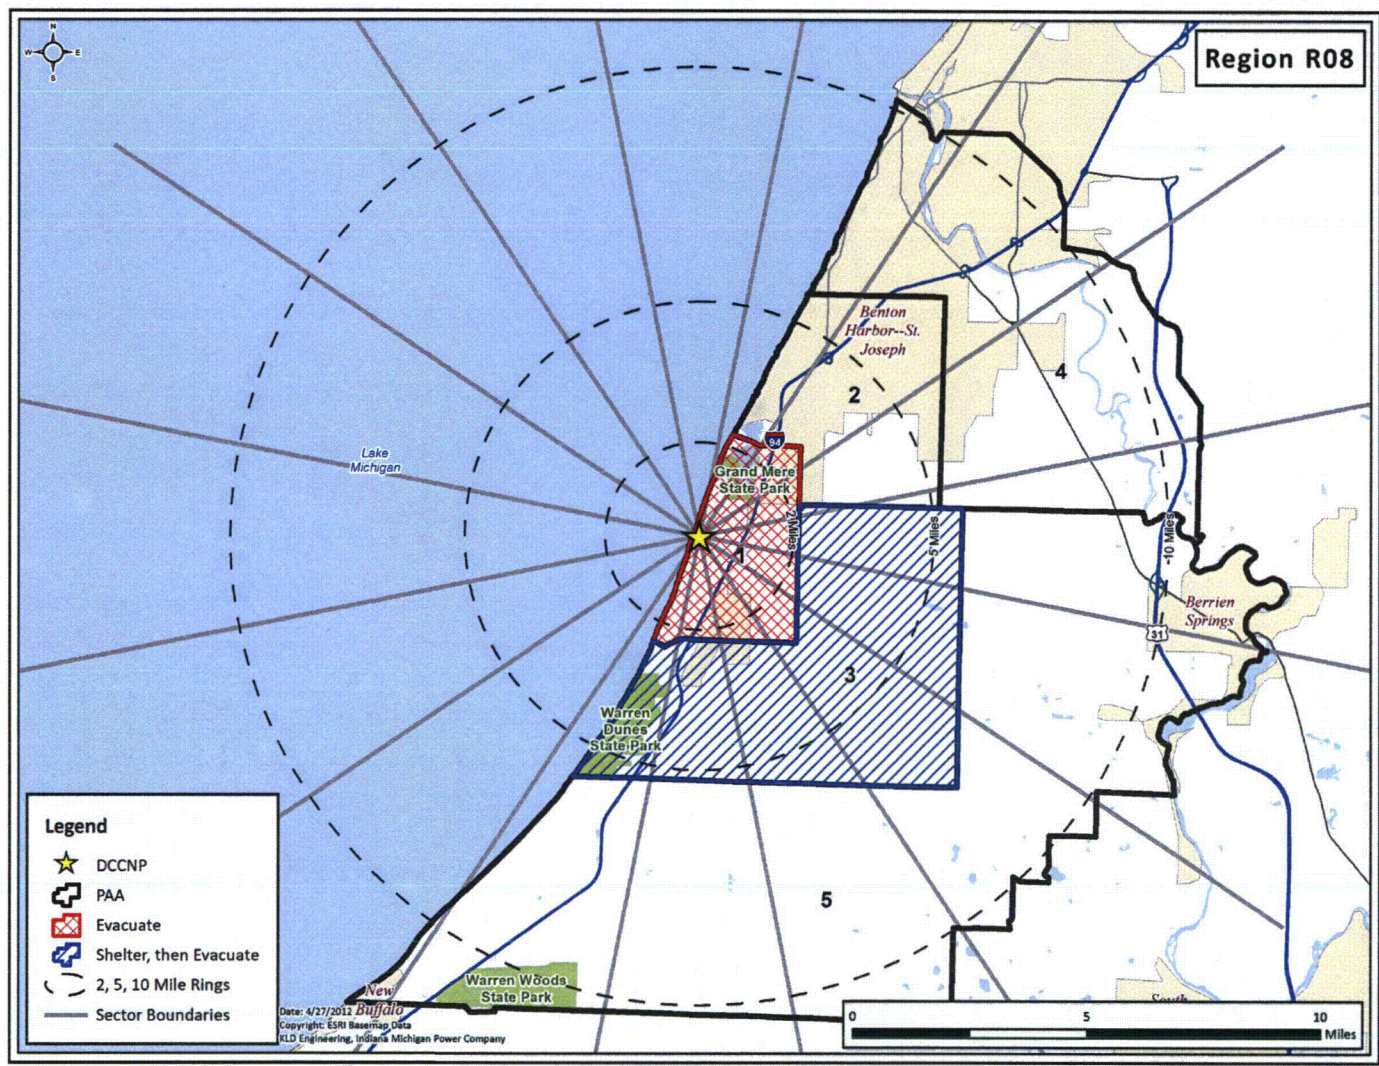 N
W E
S
Region R08
Benton
Harbor--St.
Joseph
4
2
94
Lake
Michigan
Grand Mere
State Park
2 Miles
5 Miles
10 Miles
1
Berrien
Springs
31
3
Warren
Dunes
State Park
Legend
DCCNP
PAA
Evacuate
Shelter, then Evacuate
2, 5, 10 Mile Rings
Sector Boundaries
5
Warren Woods
State Park
New
Buffalo
South
Date: 4/27/2012
Copyright: ESRI Basemap Data
KLD Engineering, Indiana Michigan Power Company
0 5 10
Miles